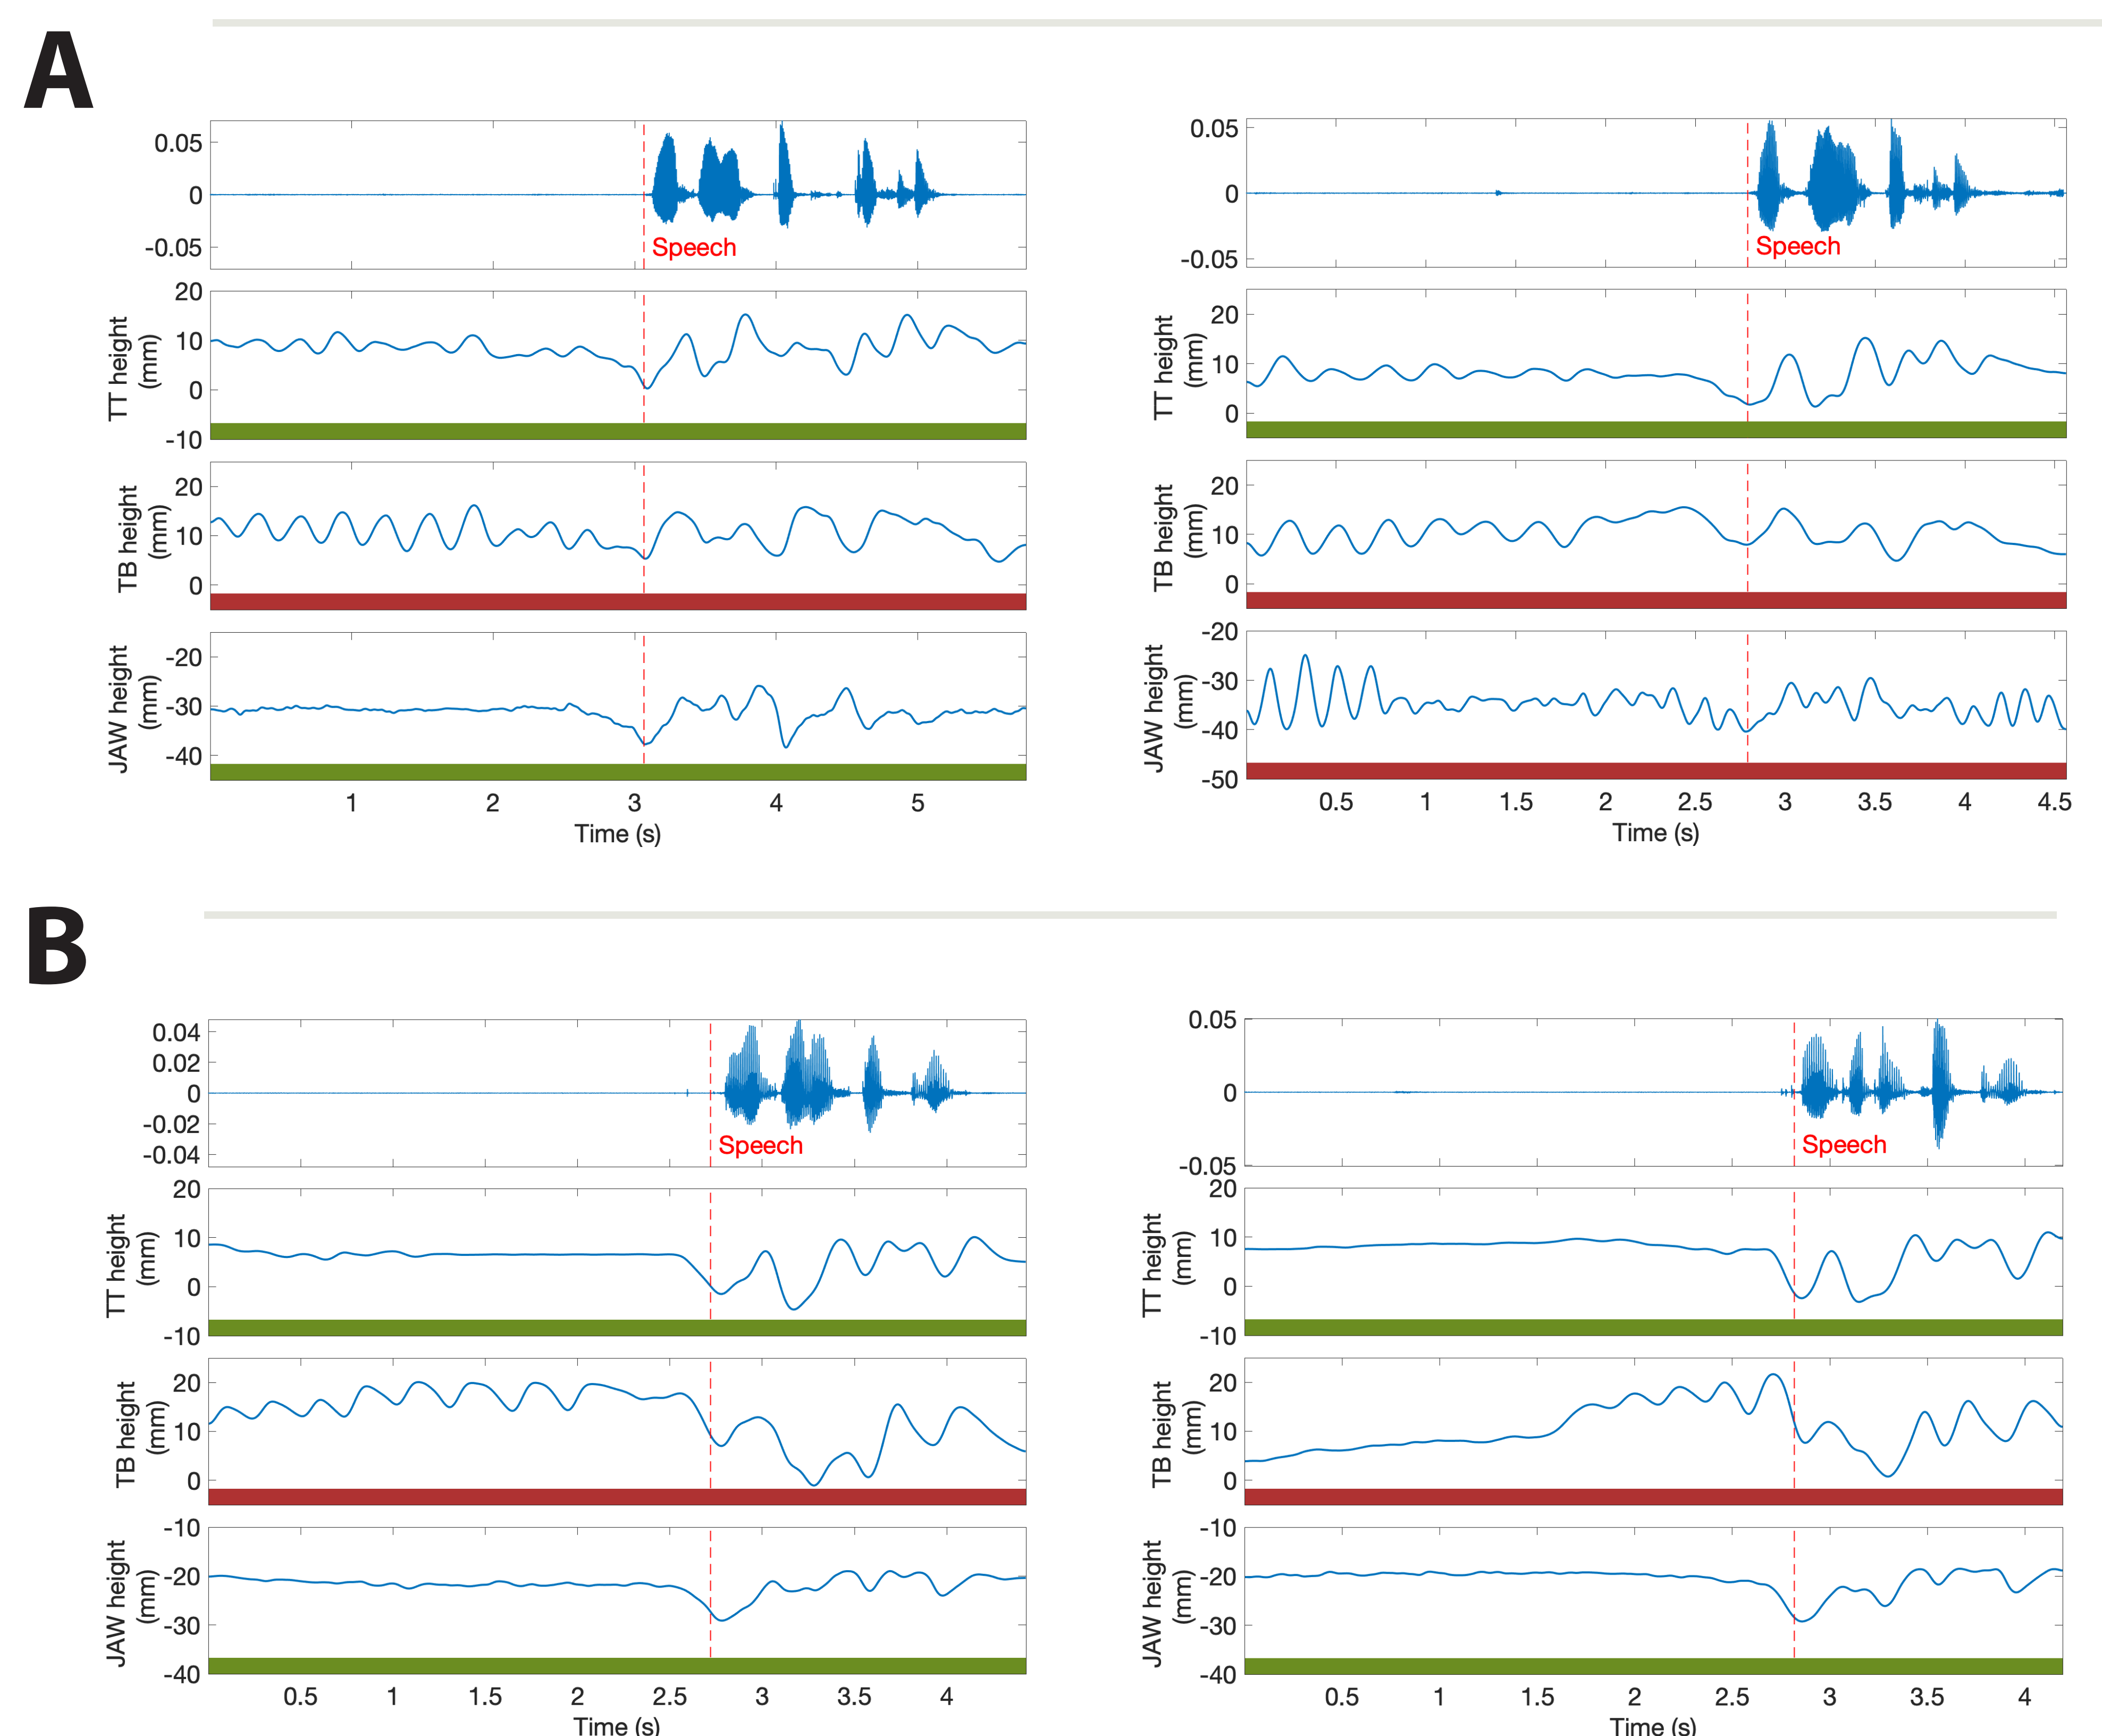 A
0.05
0
-0.05
Speech
TT height
(mm)
20
10
0
-10
TB height
(mm)
20
10
0
JAW height
(mm)
-20
-30
-40
1 2 3 4 5
Time (s)
0.05
0
-0.05
Speech
TT height
(mm)
20
10
0
TB height
(mm)
20
10
0
JAW height
(mm)
-20
-30
-40
-50
0.5 1 1.5 2 2.5 3 3.5 4 4.5
Time (s)
B
0.04
0.02
0
-0.02
-0.04
Speech
TT height
(mm)
20
10
0
-10
TB height
(mm)
20
10
0
JAW height
(mm)
-10
-20
-30
-40
0.5 1 1.5 2 2.5 3 3.5 4
Time (s)
0.05
0
-0.05
Speech
TT height
(mm)
20
10
0
-10
TB height
(mm)
20
10
0
JAW height
(mm)
-10
-20
-30
-40
0.5 1 1.5 2 2.5 3 3.5 4
Time (s)